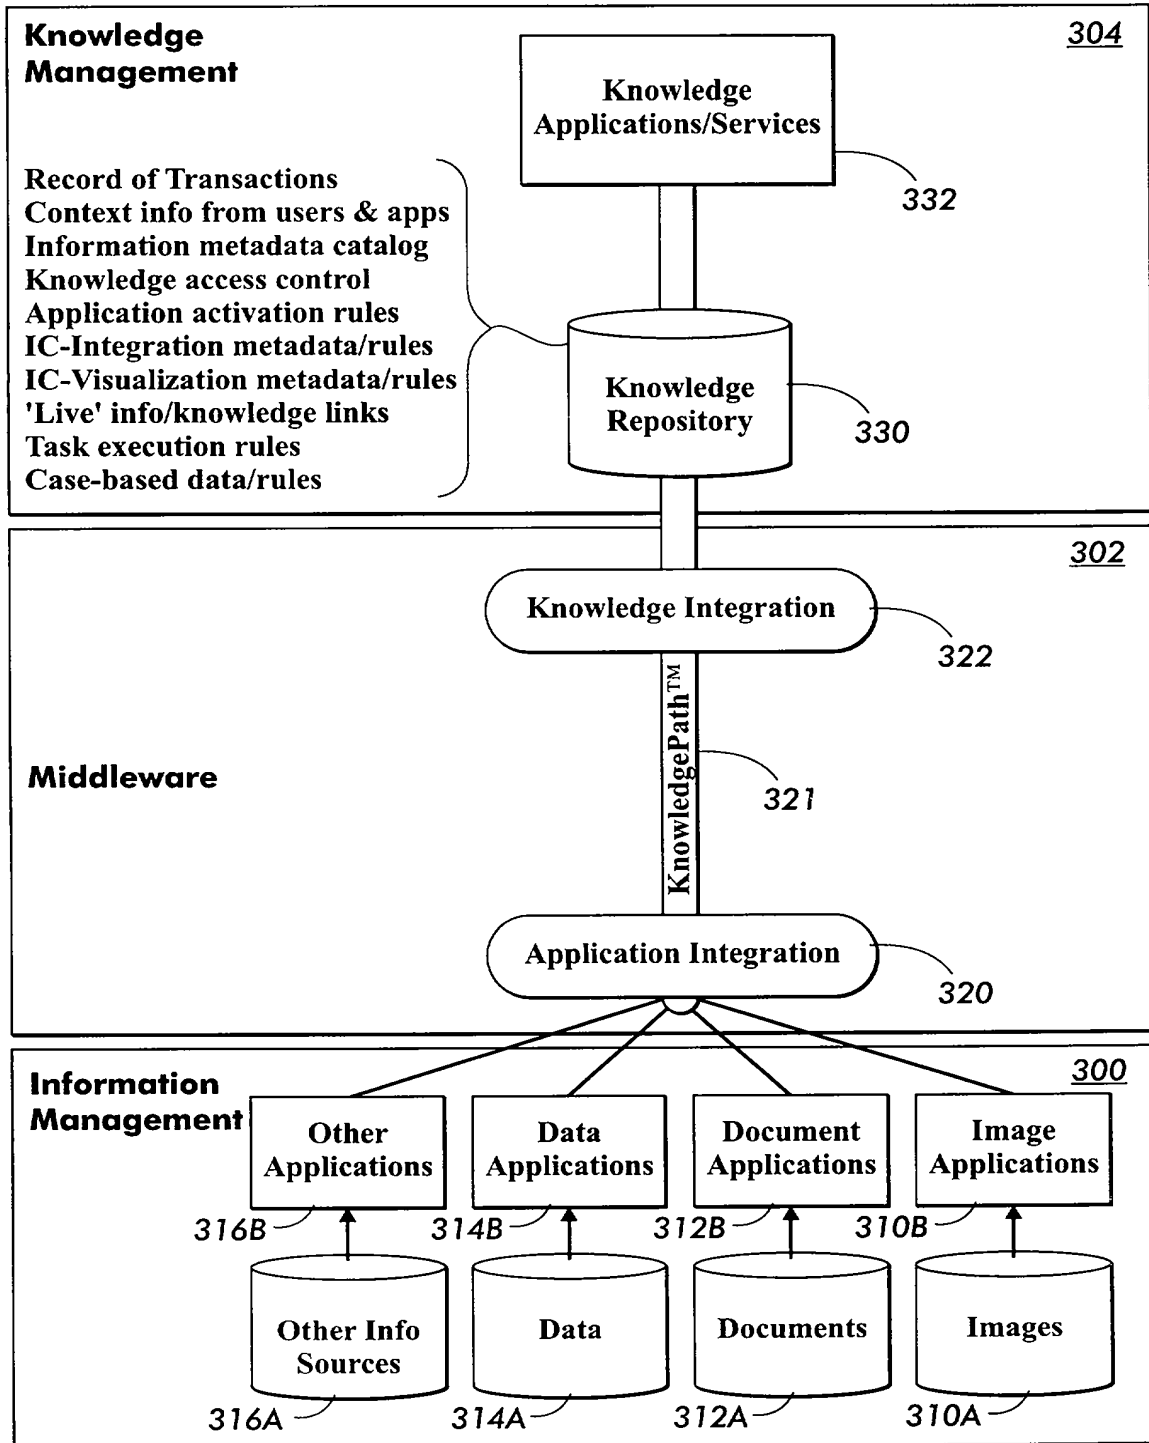 Knowledge
Management
304
Knowledge
Applications/Services
332
Record of Transactions
Context info from users & apps
Information metadata catalog
Knowledge access control
Application activation rules
IC-Integration metadata/rules
IC-Visualization metadata/rules
'Live' info/knowledge links
Task execution rules
Case-based data/rules
Knowledge
Repository
330
302
Knowledge Integration
322
Middleware
KnowledgePath™
321
Application Integration
320
Information
Management
300
Other
Applications
316B
Data
Applications
314B
Document
Applications
312B
Image
Applications
310B
Other Info
Sources
316A
Data
314A
Documents
312A
Images
310A